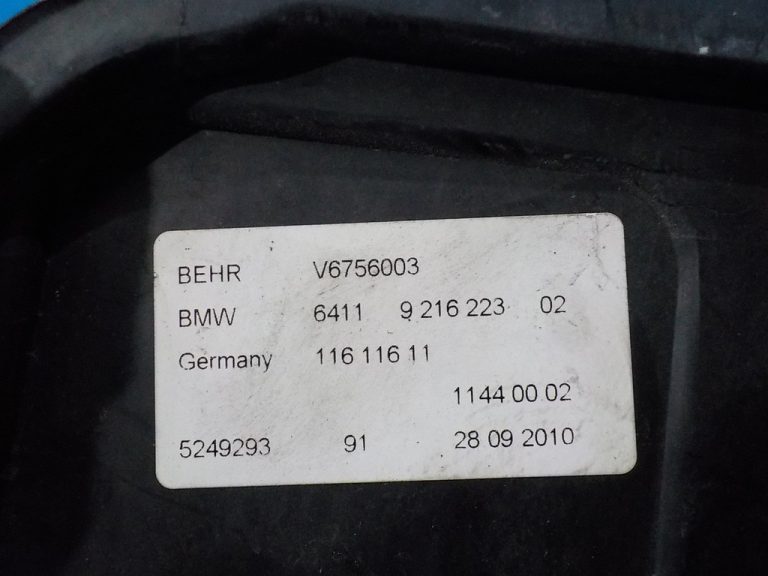 BEHR V6756003
BMW 6411 9 216 223 02
Germany 116 116 11
1144 00 02
5249293 91 28 09 2010